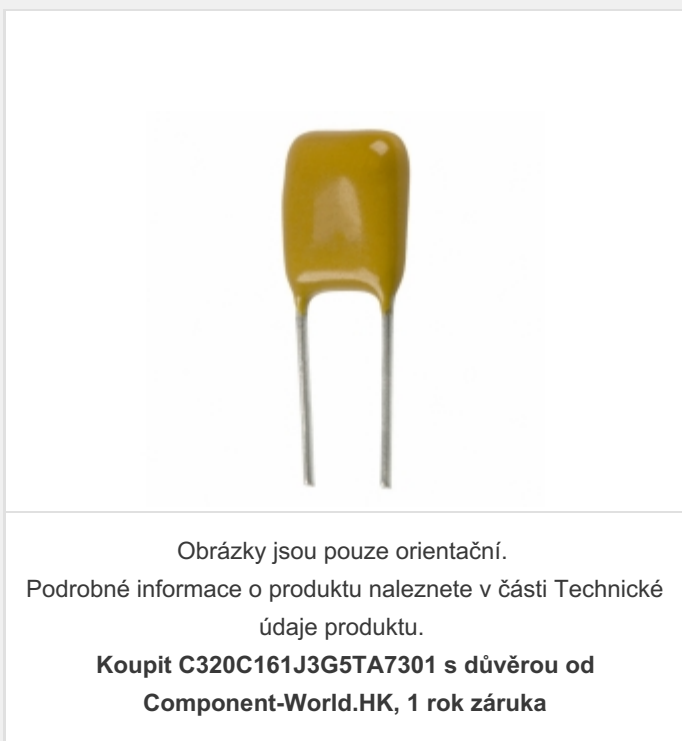 Obrázky jsou pouze orientační.
Podrobné informace o produktu naleznete v části Technické
údaje produktu.
Koupit C320C161J3G5TA7301 s důvěrou od
Component-World.HK, 1 rok záruka